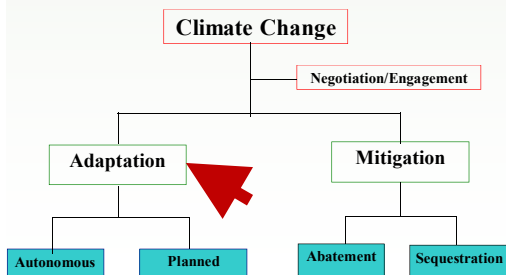 Climate Change
Negotiation/Engagement
Adaptation
Mitigation
Autonomous
Planned
Abatement
Sequestration